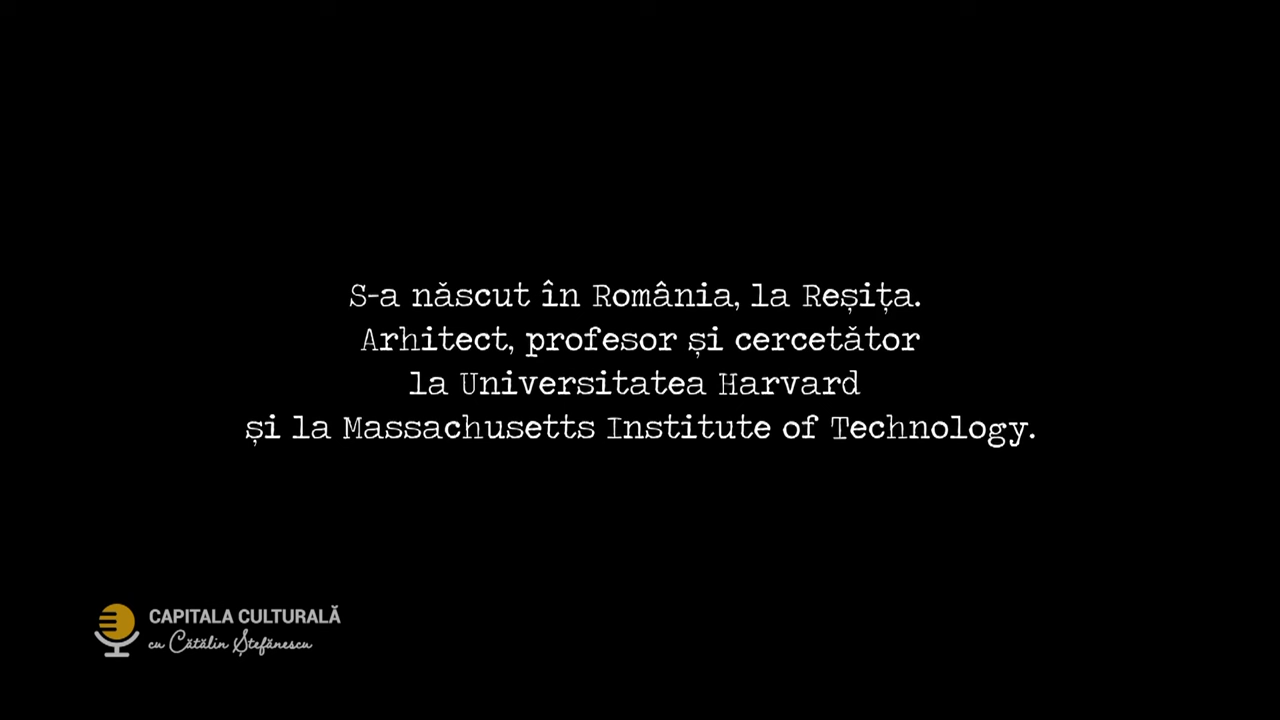 S-a născut în România, la Reșița.
Arhitect, profesor și cercetător
la Universitatea Harvard
și la Massachusetts Institute of Technology.
CAPITALA CULTURALĂ
cu Cătălin Ștefănescu